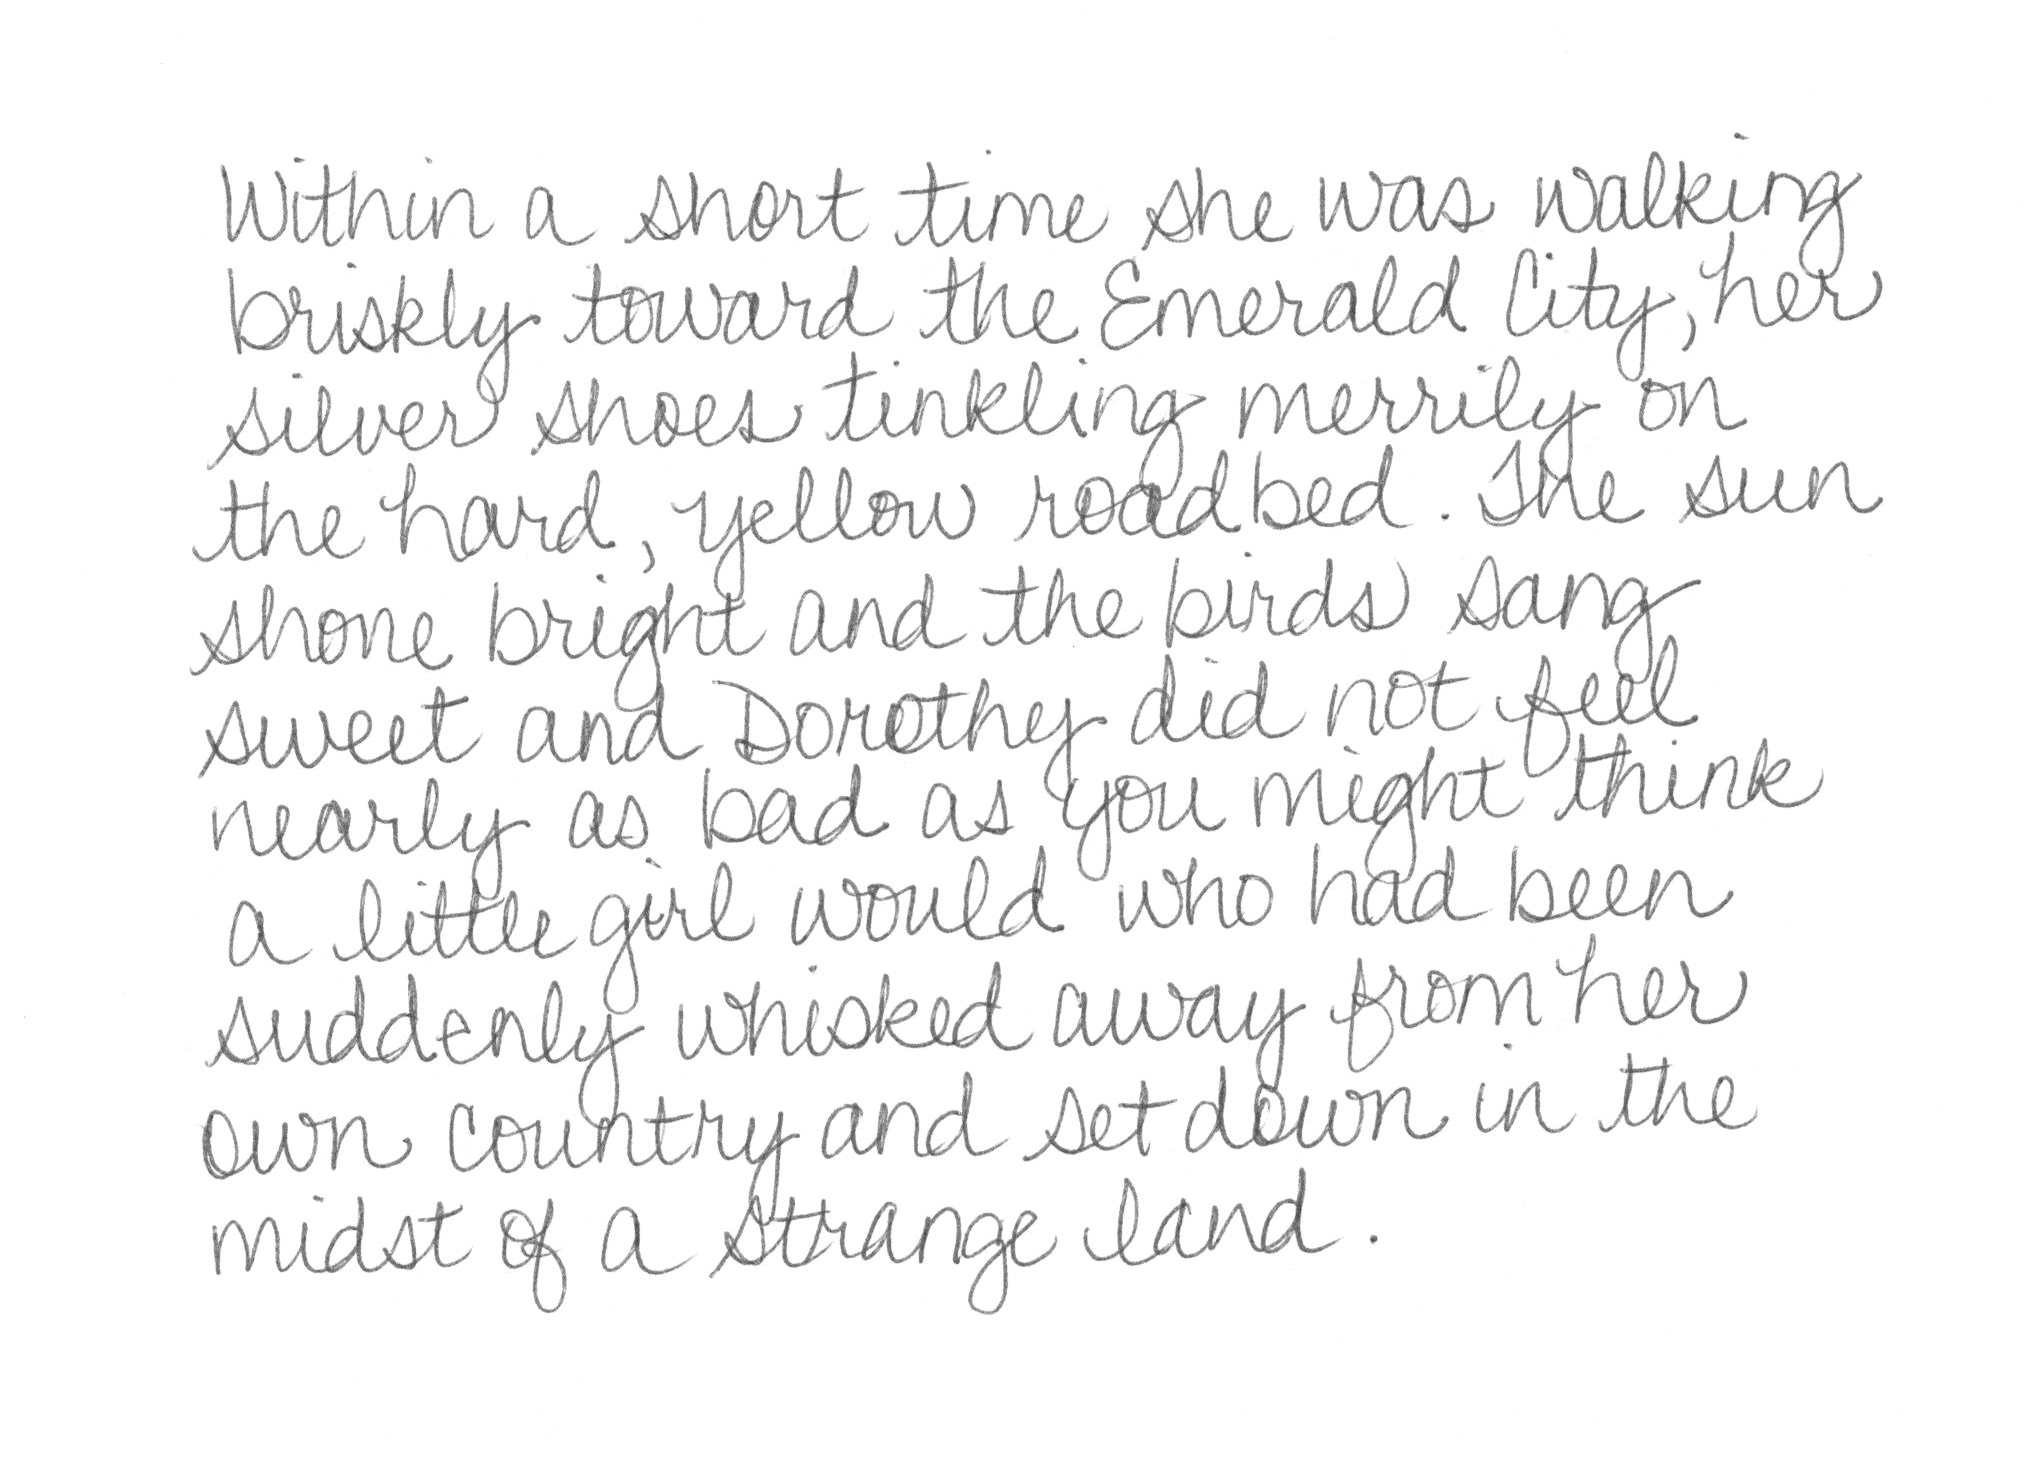 Within a short time she was walking
briskly toward the Emerald City, her
silver shoes tinkling merrily on
the hard, yellow roadbed. The sun
shone bright and the birds sang
sweet and Dorothy did not feel
nearly as bad as you might think
a little girl would who had been
suddenly whisked away from her
own country and set down in the
midst of a strange land.